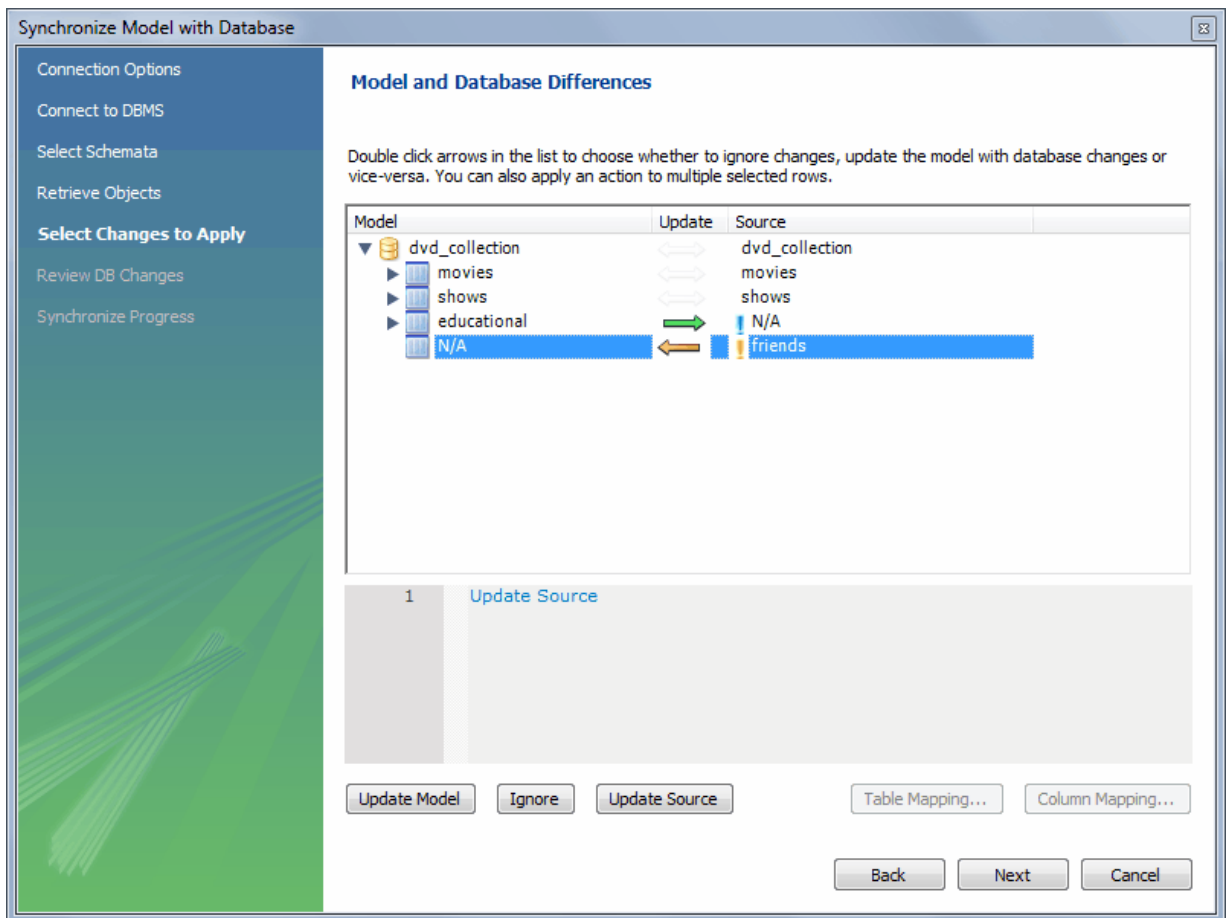 Synchronize Model with Database
Connection Options
Connect to DBMS
Select Schemata
Retrieve Objects
Select Changes to Apply
Review DB Changes
Synchronize Progress
Model and Database Differences
Double click arrows in the list to choose whether to ignore changes, update the model with database changes or
vice-versa. You can also apply an action to multiple selected rows.
Model Update Source
dvd_collection dvd_collection
movies movies
shows shows
educational N/A
N/A friends
1 Update Source
Update Model Ignore Update Source Table Mapping... Column Mapping...
Back Next Cancel